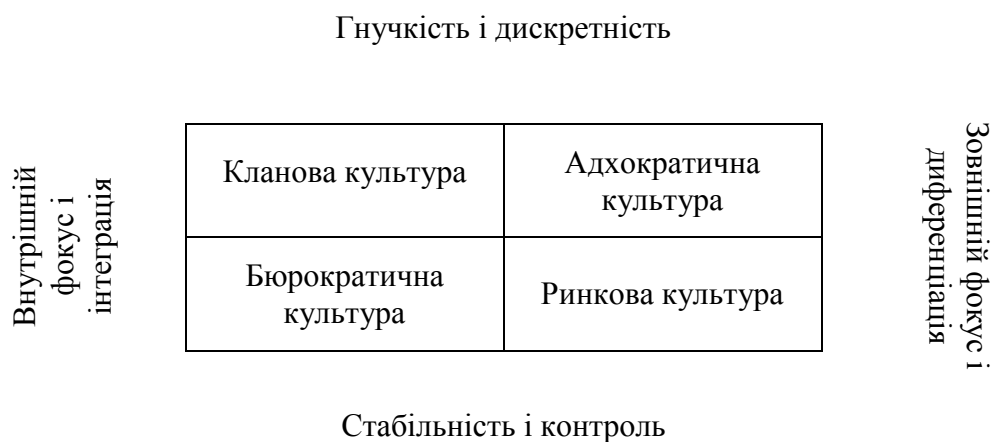 Гнучкість і дискретність
Внутрішній
фокус і
інтеграція
Кланова культура
Адхократична
культура
Зовнішній фокус і
диференціація
Бюрократична
культура
Ринкова культура
Стабільність і контроль